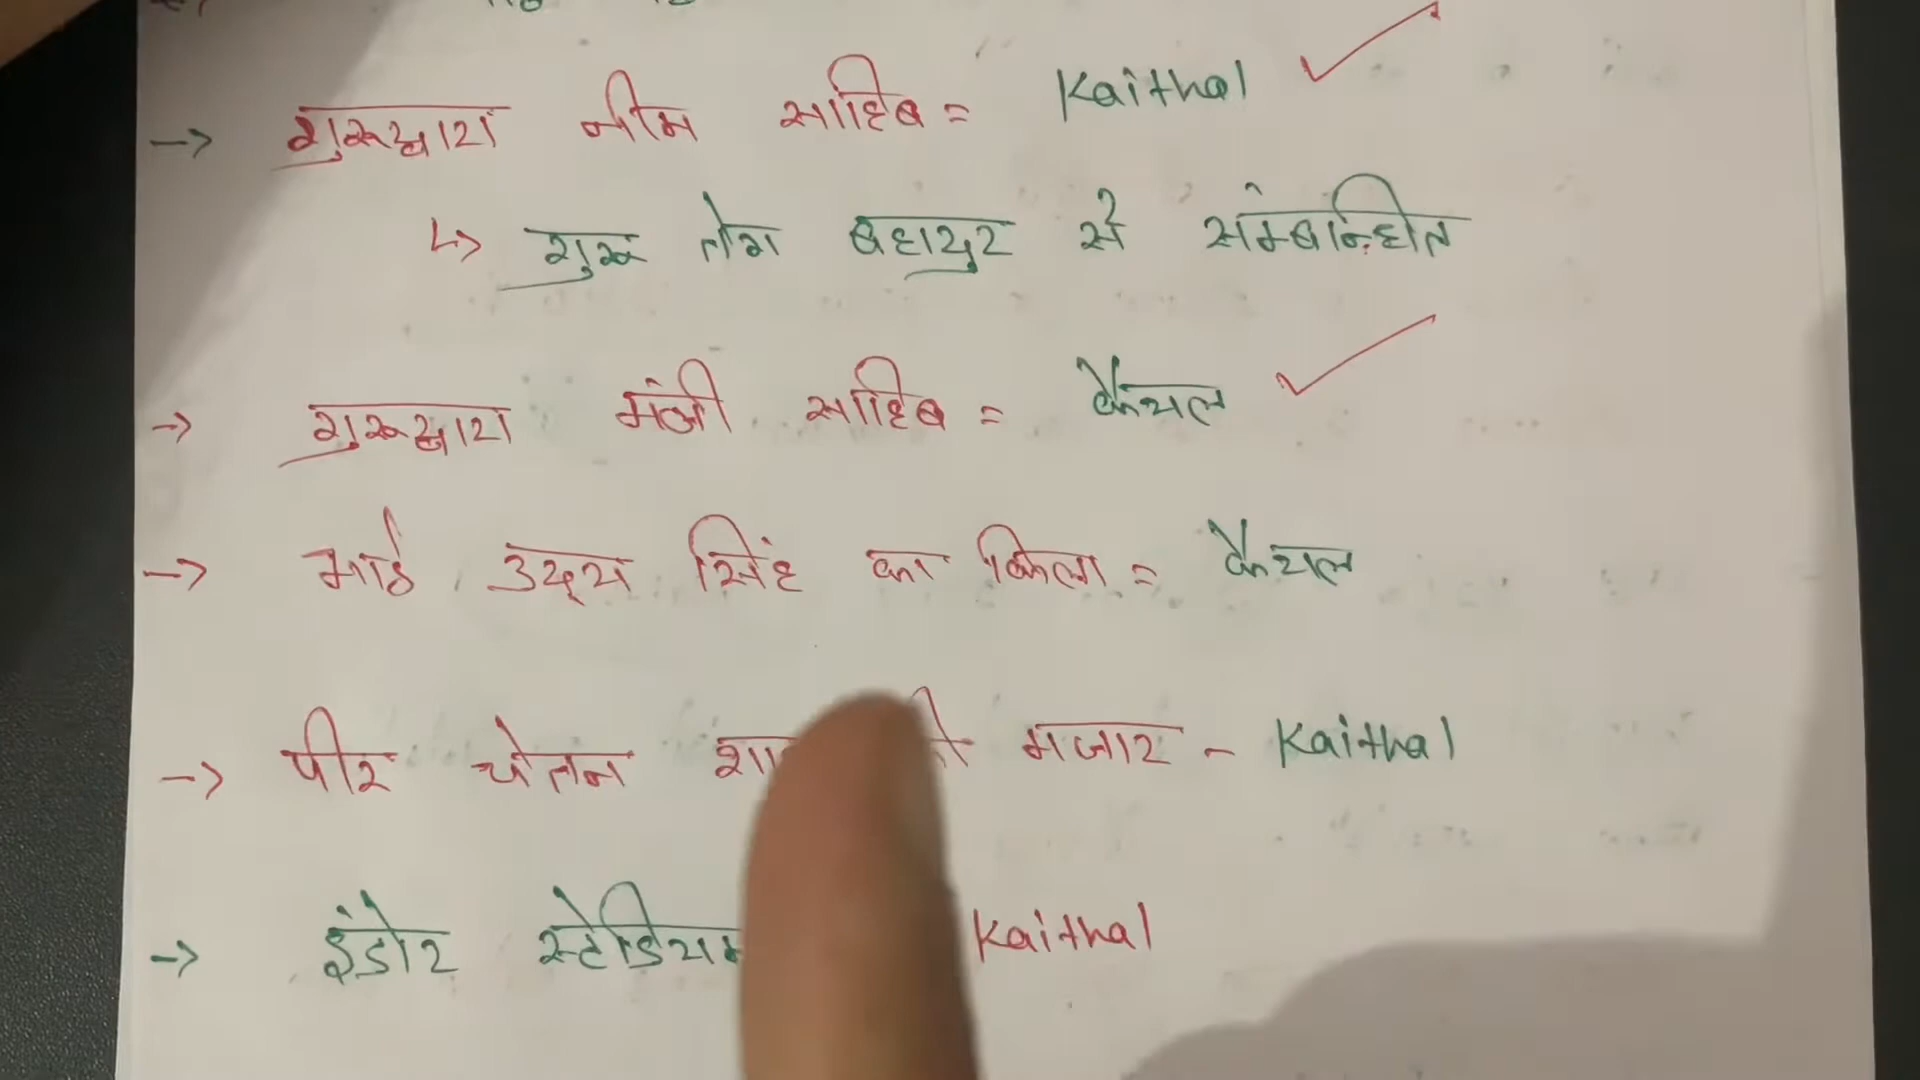 → गुरुद्वारा नीम साहिब = Kaithal ✓
↳ गुरु तेग बहादुर से संम्बन्धित
→ गुरुद्वारा मंजी साहिब = कैथल ✓
→ भाई उदय सिंह का किला = कैथल
→ पीर चेतन की मजार - Kaithal
→ इंडोर स्टेडियम Kaithal